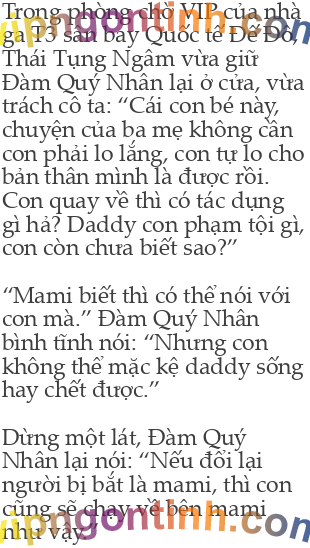 Trong phòng chờ VIP của nhà
ga T3 sân bay Quốc tế Đế Đô,
Thái Tụng Ngâm vừa giữ
Đàm Quý Nhân lại ở cửa, vừa
trách cô ta: “Cái con bé này,
chuyện của ba mẹ không cần
con phải lo lắng, con tự lo cho
bản thân mình là được rồi.
Con quay về thì có tác dụng
gì hả? Daddy con phạm tội gì,
con còn chưa biết sao?”
“Mami biết thì có thể nói với
con mà.” Đàm Quý Nhân
bình tĩnh nói: “Nhưng con
không thể mặc kệ daddy sống
hay chết được.”
Dừng một lát, Đàm Quý
Nhân lại nói: “Nếu đổi lại
người bị bắt là mami, thì con
cũng sẽ chạy về bên mami
như vậy.”
vipngontinh.com
vipngontinh.com